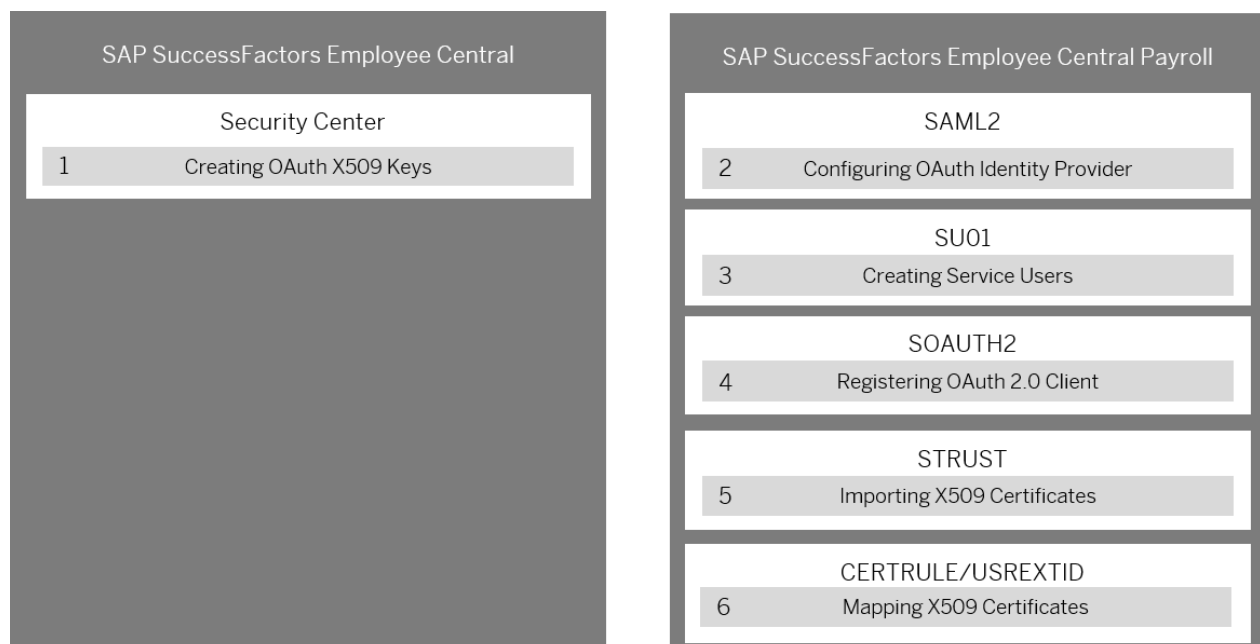 SAP SuccessFactors Employee Central
Security Center
1 Creating OAuth X509 Keys
SAP SuccessFactors Employee Central Payroll
SAML2
2 Configuring OAuth Identity Provider
SU01
3 Creating Service Users
SOAUTH2
4 Registering OAuth 2.0 Client
STRUST
5 Importing X509 Certificates
CERTRULE/USREXTID
6 Mapping X509 Certificates